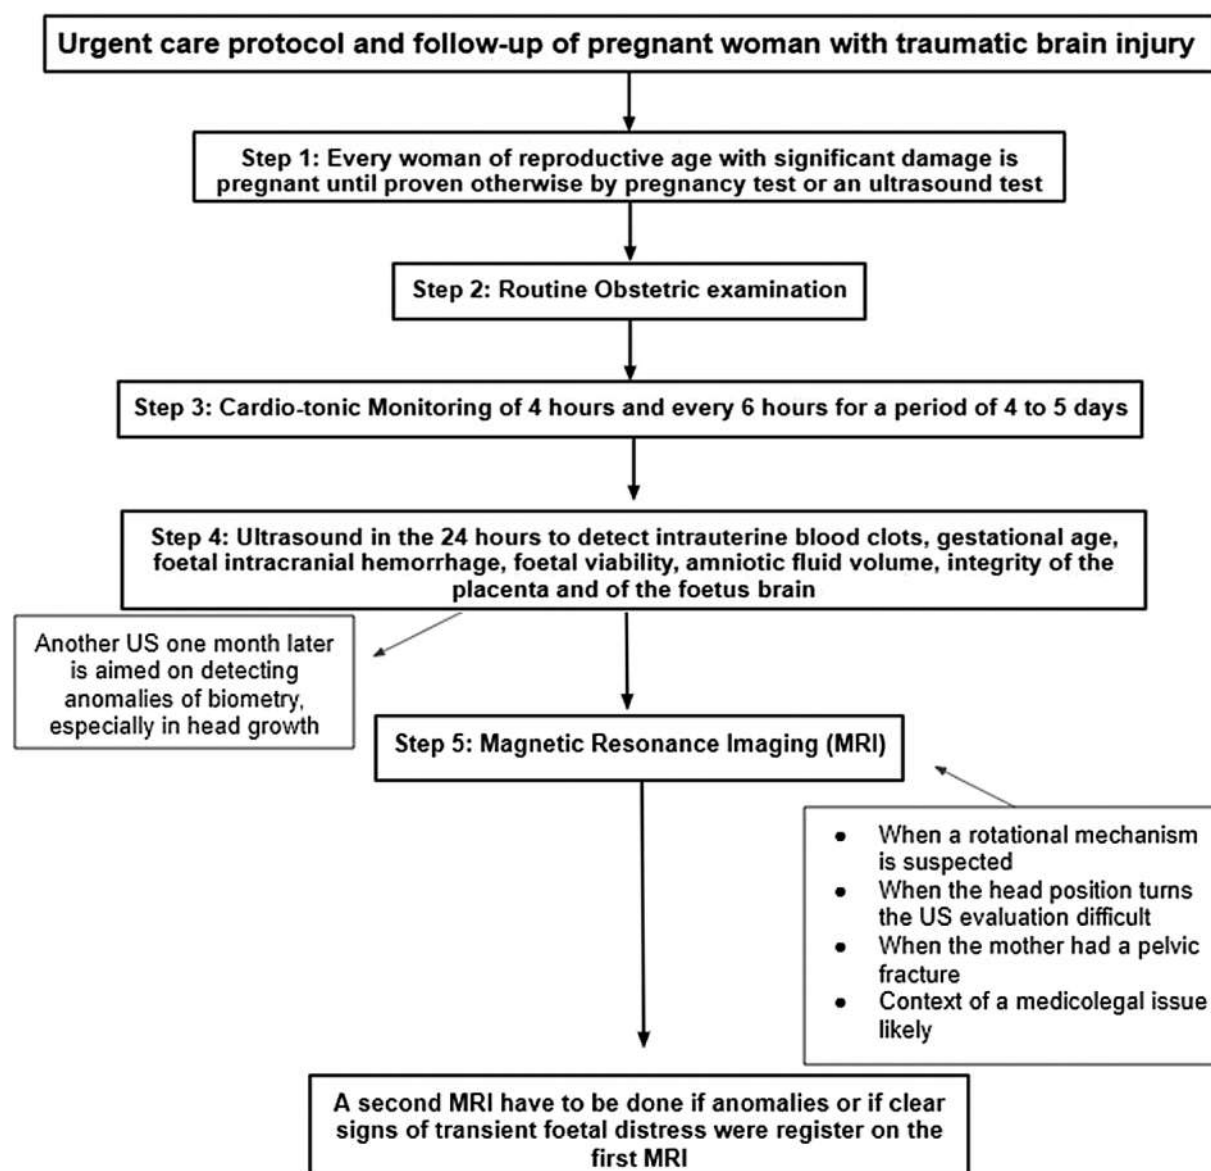 Urgent care protocol and follow-up of pregnant woman with traumatic brain injury
Step 1: Every woman of reproductive age with significant damage is
pregnant until proven otherwise by pregnancy test or an ultrasound test
Step 2: Routine Obstetric examination
Step 3: Cardio-tonic Monitoring of 4 hours and every 6 hours for a period of 4 to 5 days
Step 4: Ultrasound in the 24 hours to detect intrauterine blood clots, gestational age,
foetal intracranial hemorrhage, foetal viability, amniotic fluid volume, integrity of the
placenta and of the foetus brain
Another US one month later
is aimed on detecting
anomalies of biometry,
especially in head growth
Step 5: Magnetic Resonance Imaging (MRI)
● When a rotational mechanism
is suspected
● When the head position turns
the US evaluation difficult
● When the mother had a pelvic
fracture
● Context of a medicolegal issue
likely
A second MRI have to be done if anomalies or if clear
signs of transient foetal distress were register on the
first MRI